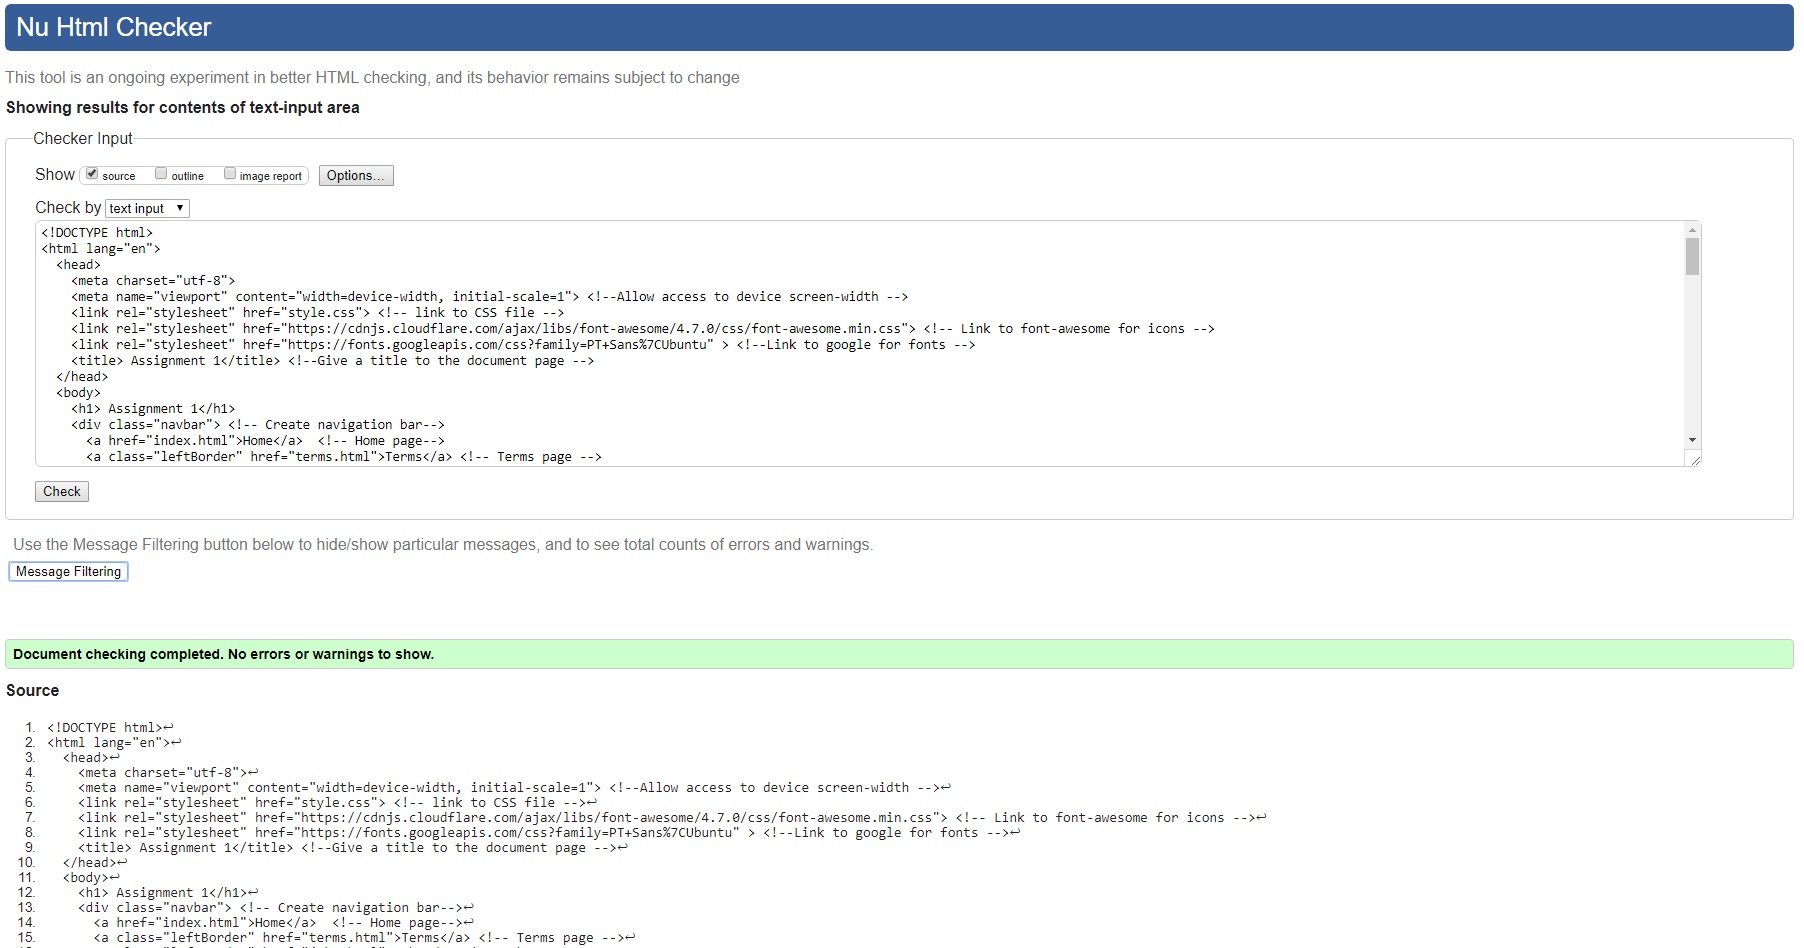 Nu Html Checker
This tool is an ongoing experiment in better HTML checking, and its behavior remains subject to change
Showing results for contents of text-input area
Checker Input
Show source outline image report Options...
Check by text input
<!DOCTYPE html>
<html lang="en">
  <head>
    <meta charset="utf-8">
    <meta name="viewport" content="width=device-width, initial-scale=1"> <!--Allow access to device screen-width -->
    <link rel="stylesheet" href="style.css"> <!-- link to CSS file -->
    <link rel="stylesheet" href="https://cdnjs.cloudflare.com/ajax/libs/font-awesome/4.7.0/css/font-awesome.min.css"> <!-- Link to font-awesome for icons -->
    <link rel="stylesheet" href="https://fonts.googleapis.com/css?family=PT+Sans%7CUbuntu" > <!--Link to google for fonts -->
    <title> Assignment 1</title> <!--Give a title to the document page -->
  </head>
  <body>
    <h1> Assignment 1</h1>
    <div class="navbar"> <!-- Create navigation bar-->
      <a href="index.html">Home</a>  <!-- Home page-->
      <a class="leftBorder" href="terms.html">Terms</a> <!-- Terms page -->
Check
Use the Message Filtering button below to hide/show particular messages, and to see total counts of errors and warnings.
Message Filtering
Document checking completed. No errors or warnings to show.
Source
1. <!DOCTYPE html>↩
2. <html lang="en">↩
3.   <head>↩
4.     <meta charset="utf-8">↩
5.     <meta name="viewport" content="width=device-width, initial-scale=1"> <!--Allow access to device screen-width -->↩
6.     <link rel="stylesheet" href="style.css"> <!-- link to CSS file -->↩
7.     <link rel="stylesheet" href="https://cdnjs.cloudflare.com/ajax/libs/font-awesome/4.7.0/css/font-awesome.min.css"> <!-- Link to font-awesome for icons -->↩
8.     <link rel="stylesheet" href="https://fonts.googleapis.com/css?family=PT+Sans%7CUbuntu" > <!--Link to google for fonts -->↩
9.     <title> Assignment 1</title> <!--Give a title to the document page -->↩
10.   </head>↩
11.   <body>↩
12.     <h1> Assignment 1</h1>↩
13.     <div class="navbar"> <!-- Create navigation bar-->↩
14.       <a href="index.html">Home</a>  <!-- Home page-->↩
15.       <a class="leftBorder" href="terms.html">Terms</a> <!-- Terms page -->↩